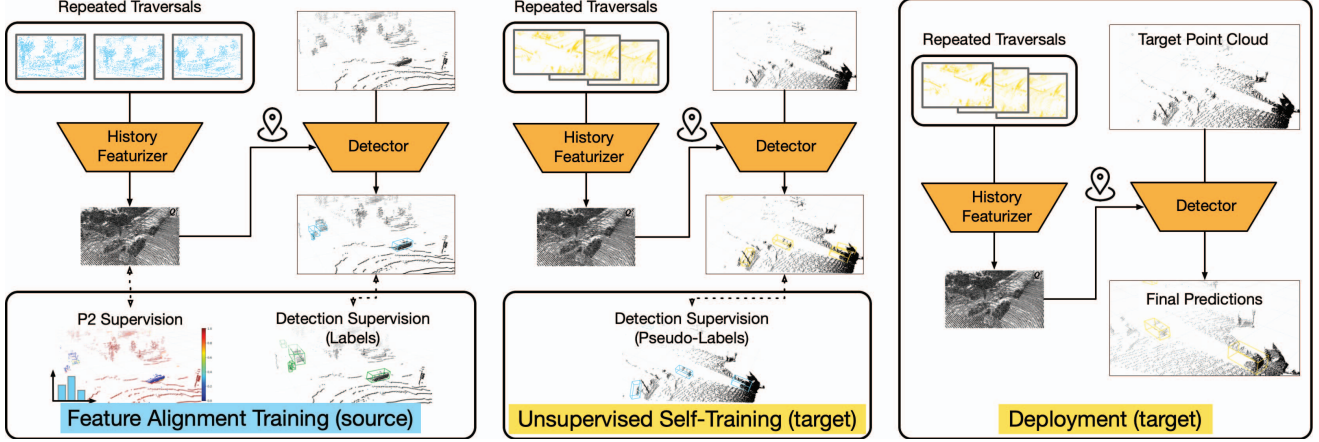 Repeated Traversals
History
Featurizer
Detector
P2 Supervision
Detection Supervision
(Labels)
Feature Alignment Training (source)
Repeated Traversals
History
Featurizer
Detector
Detection Supervision
(Pseudo-Labels)
Unsupervised Self-Training (target)
Repeated Traversals
Target Point Cloud
History
Featurizer
Detector
Final Predictions
Deployment (target)